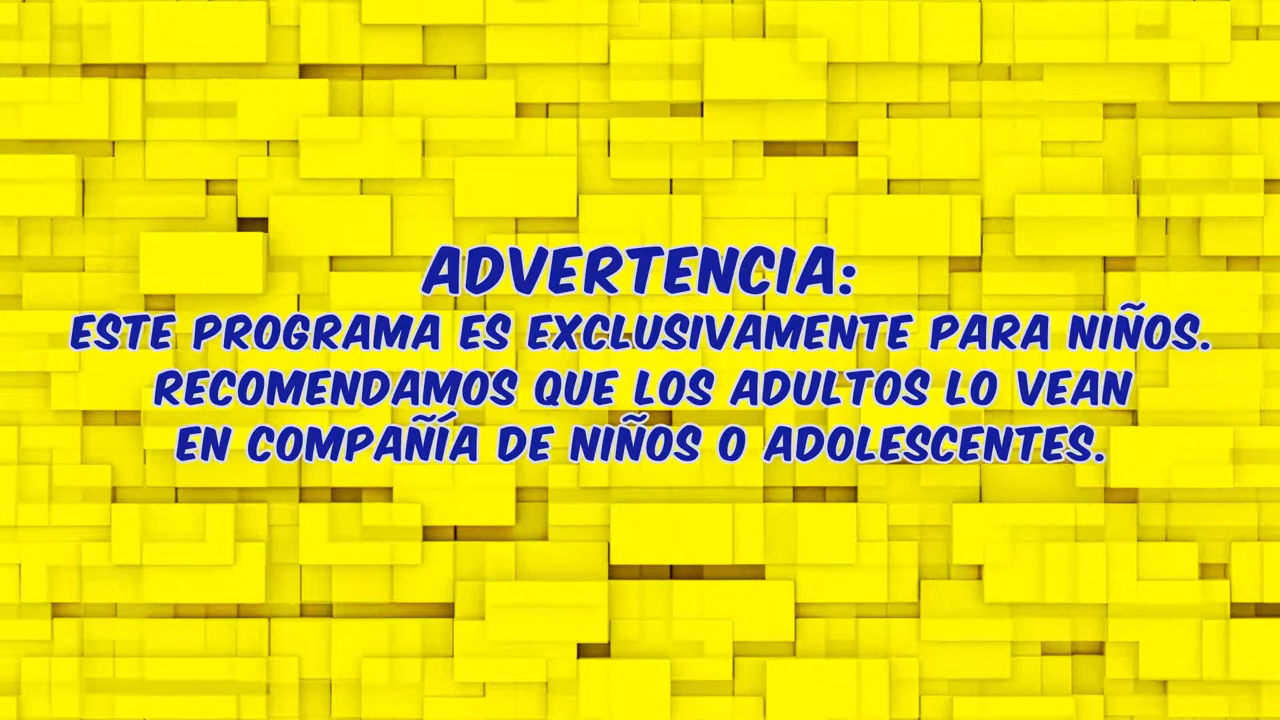 ADVERTENCIA:
ESTE PROGRAMA ES EXCLUSIVAMENTE PARA NIÑOS.
RECOMENDAMOS QUE LOS ADULTOS LO VEAN
EN COMPAÑÍA DE NIÑOS O ADOLESCENTES.